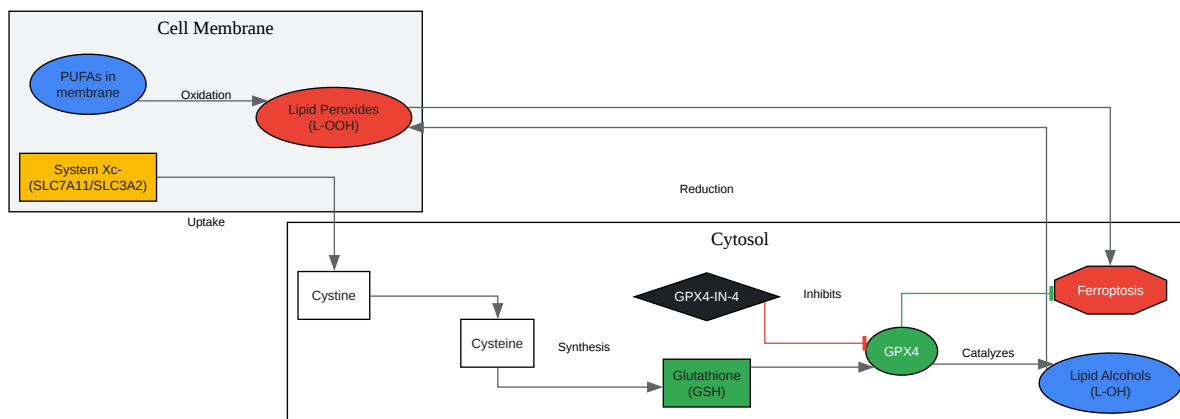 Cell Membrane
PUFAs in
membrane
Oxidation
Lipid Peroxides
(L-OOH)
System Xc-
(SLC7A11/SLC3A2)
Uptake
Reduction
Cytosol
Cystine
GPX4-IN-4
Inhibits
Ferroptosis
Cysteine
Synthesis
GPX4
Catalyzes
Glutathione
(GSH)
Lipid Alcohols
(L-OH)